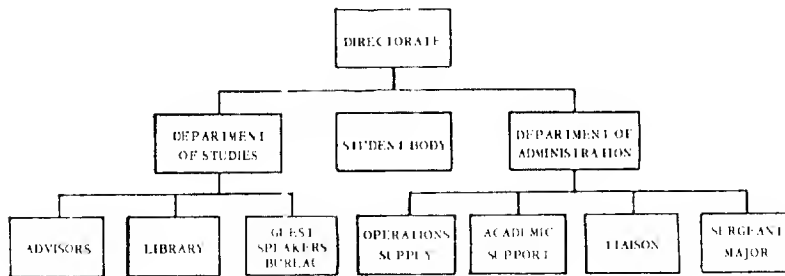 DIRECTORATE
DEPARTMENT
OF STUDIES
STUDENT BODY
DEPARTMENT OF
ADMINISTRATION
ADVISORS
LIBRARY
GUEST
SPEAKERS
BUREAU
OPERATIONS
SUPPLY
ACADEMIC
SUPPORT
LIAISON
SERGEANT
MAJOR